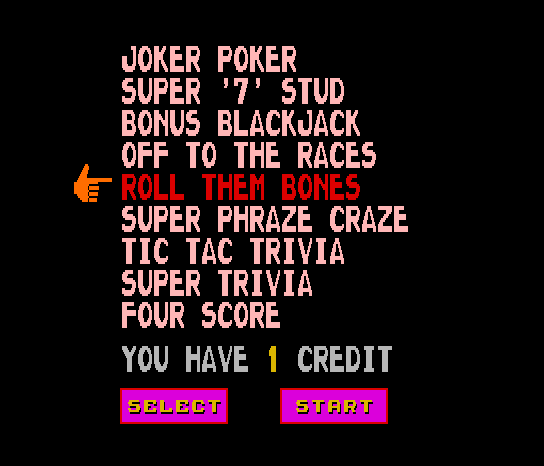 JOKER POKER
SUPER '7' STUD
BONUS BLACKJACK
OFF TO THE RACES
ROLL THEM BONES
SUPER PHRAZE CRAZE
TIC TAC TRIVIA
SUPER TRIVIA
FOUR SCORE
YOU HAVE 1 CREDIT
SELECT START